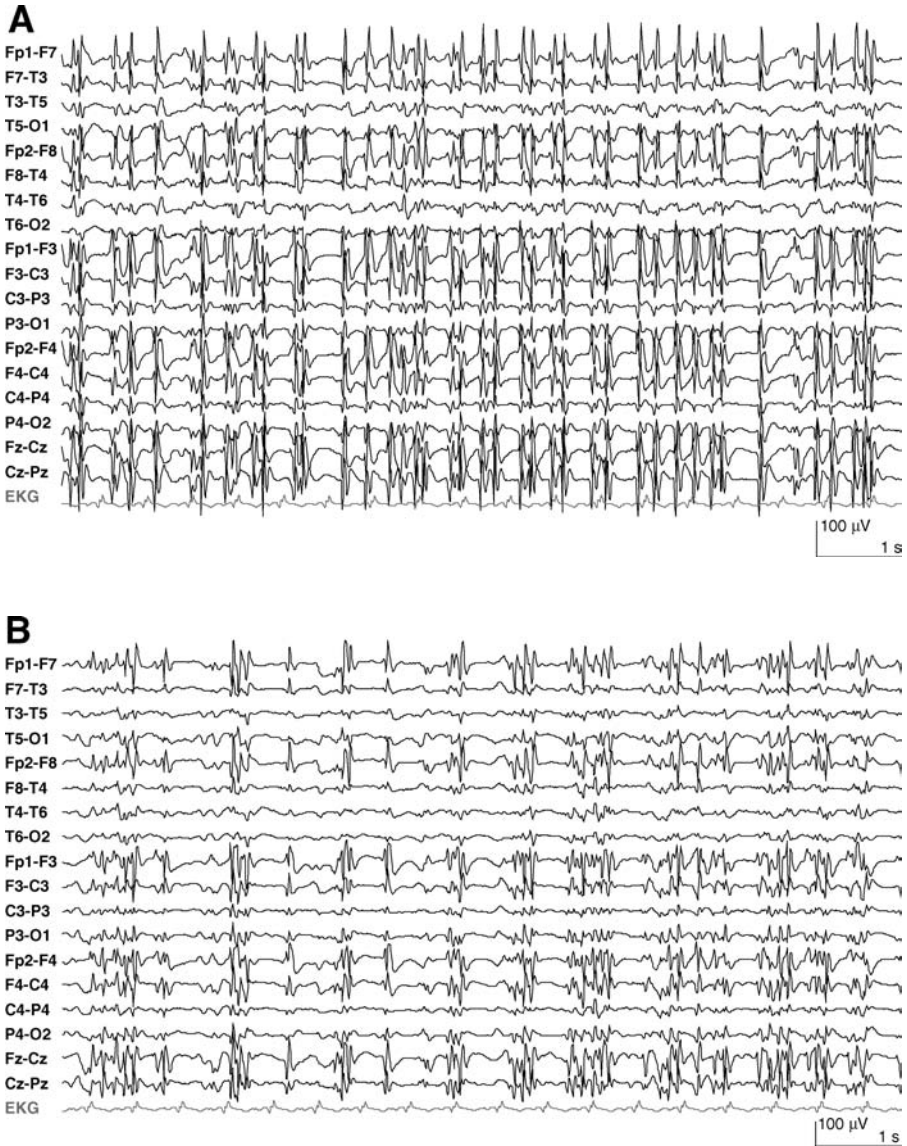 A
Fp1-F7
F7-T3
T3-T5
T5-O1
Fp2-F8
F8-T4
T4-T6
T6-O2
Fp1-F3
F3-C3
C3-P3
P3-O1
Fp2-F4
F4-C4
C4-P4
P4-O2
Fz-Cz
Cz-Pz
EKG
100 µV
1 s
B
Fp1-F7
F7-T3
T3-T5
T5-O1
Fp2-F8
F8-T4
T4-T6
T6-O2
Fp1-F3
F3-C3
C3-P3
P3-O1
Fp2-F4
F4-C4
C4-P4
P4-O2
Fz-Cz
Cz-Pz
EKG
100 µV
1 s